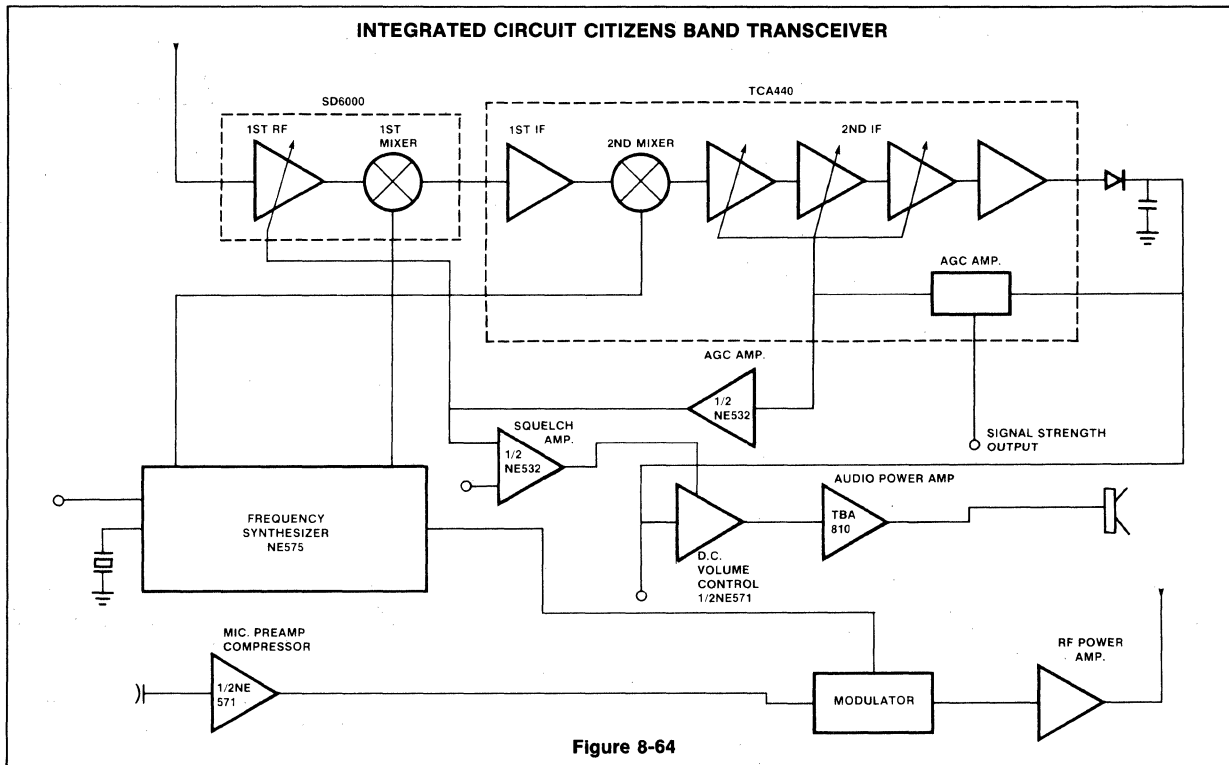 INTEGRATED CIRCUIT CITIZENS BAND TRANSCEIVER
SD6000
TCA440
1ST RF
1ST
MIXER
1ST IF
2ND MIXER
2ND IF
AGC AMP.
AGC AMP.
1/2
NE532
SIGNAL STRENGTH
OUTPUT
SQUELCH
AMP.
1/2
NE532
AUDIO POWER AMP
TBA
810
FREQUENCY
SYNTHESIZER
NE575
D.C.
VOLUME
CONTROL
1/2NE571
MIC. PREAMP
COMPRESSOR
1/2NE
571
MODULATOR
RF POWER
AMP.
Figure 8-64